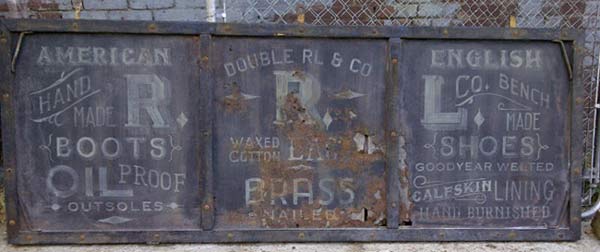 AMERICAN
HAND MADE R.
BOOTS
OIL PROOF
OUTSOLES
DOUBLE RL & CO
R.
WAXED COTTON LACE
BRASS
NAILED
ENGLISH
L. CO. BENCH MADE
SHOES
GOODYEAR WELTED
CALFSKIN LINING
HAND BURNISHED